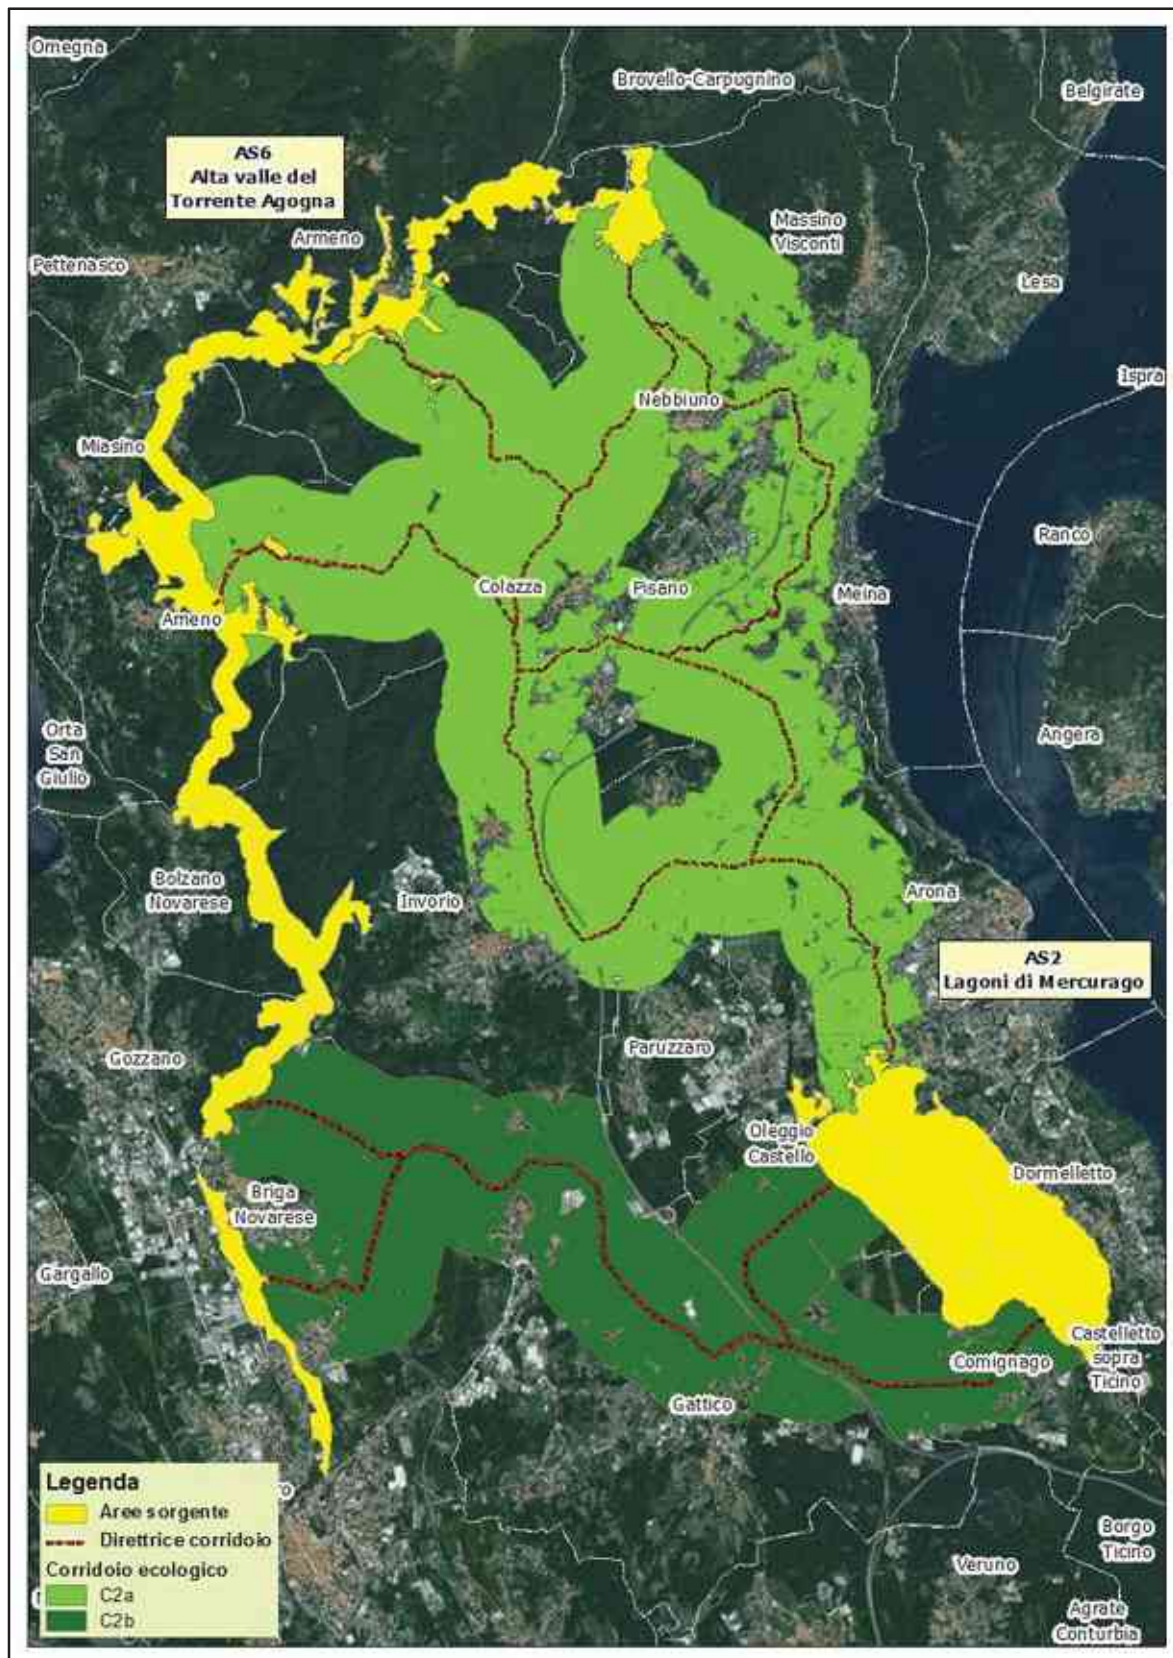 Omegna
Brovello-Carpugnino
Belgirate
AS6
Alta valle del
Torrente Agogna
Armeno
Massino
Visconti
Pettenasco
Lesa
Ispra
Nebbiuno
Miasino
Ranco
Colazza
Pisano
Meina
Ameno
Orta
San
Giulio
Angera
Bolzano
Novarese
Invorio
Arona
AS2
Lagoni di Mercurago
Gozzano
Paruzzaro
Oleggio
Castello
Dormelletto
Briga
Novarese
Gargallo
Castelletto
sopra
Ticino
Comignago
Gattico
Legenda
Aree sorgente
Direttrice corridoio
Corridoio ecologico
C2a
C2b
Borgo
Ticino
Veruno
Agrate
Conturbia